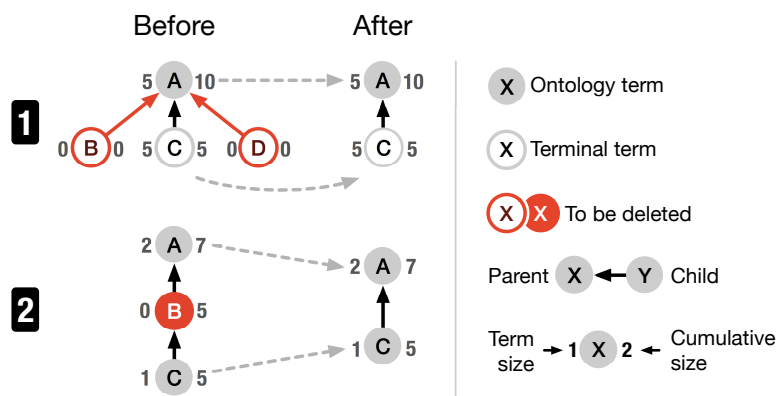 Before After
1
5 A 10 5 A 10
0 B 0 5 C 5 0 D 0 5 C 5
2
2 A 7 2 A 7
0 B 5
1 C 5 1 C 5
X Ontology term
X Terminal term
X X To be deleted
Parent X Y Child
Term size 1 X 2 Cumulative size